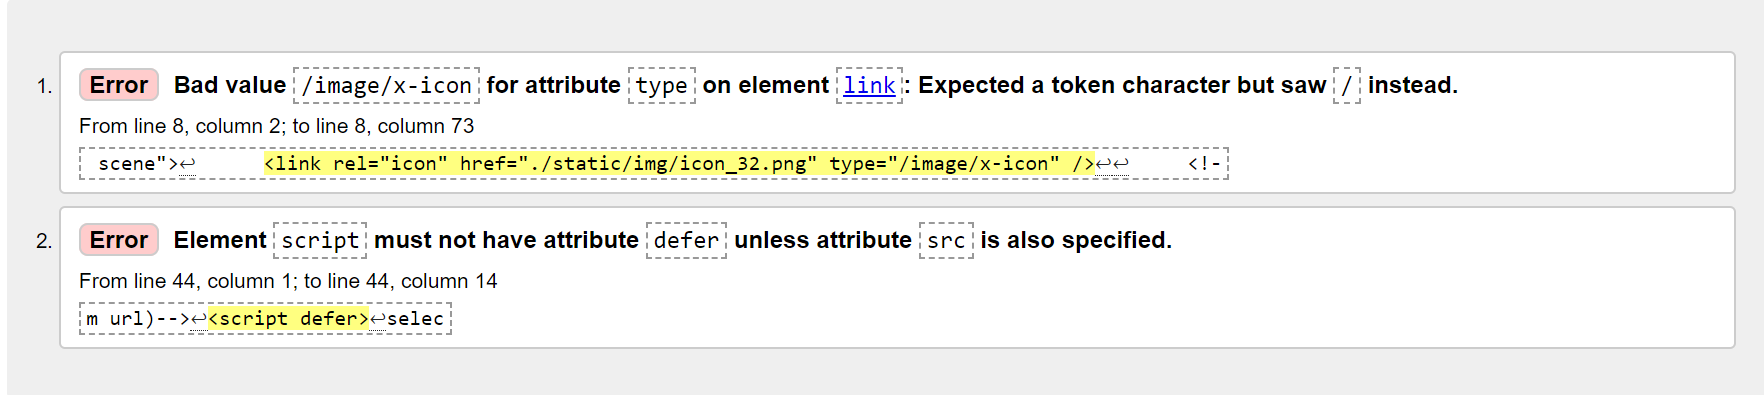 1. Error Bad value /image/x-icon for attribute type on element link: Expected a token character but saw / instead.
From line 8, column 2; to line 8, column 73
scene">↩ <link rel="icon" href="./static/img/icon_32.png" type="/image/x-icon" />↩↩ <!-
2. Error Element script must not have attribute defer unless attribute src is also specified.
From line 44, column 1; to line 44, column 14
m url)-->↩<script defer>↩selec